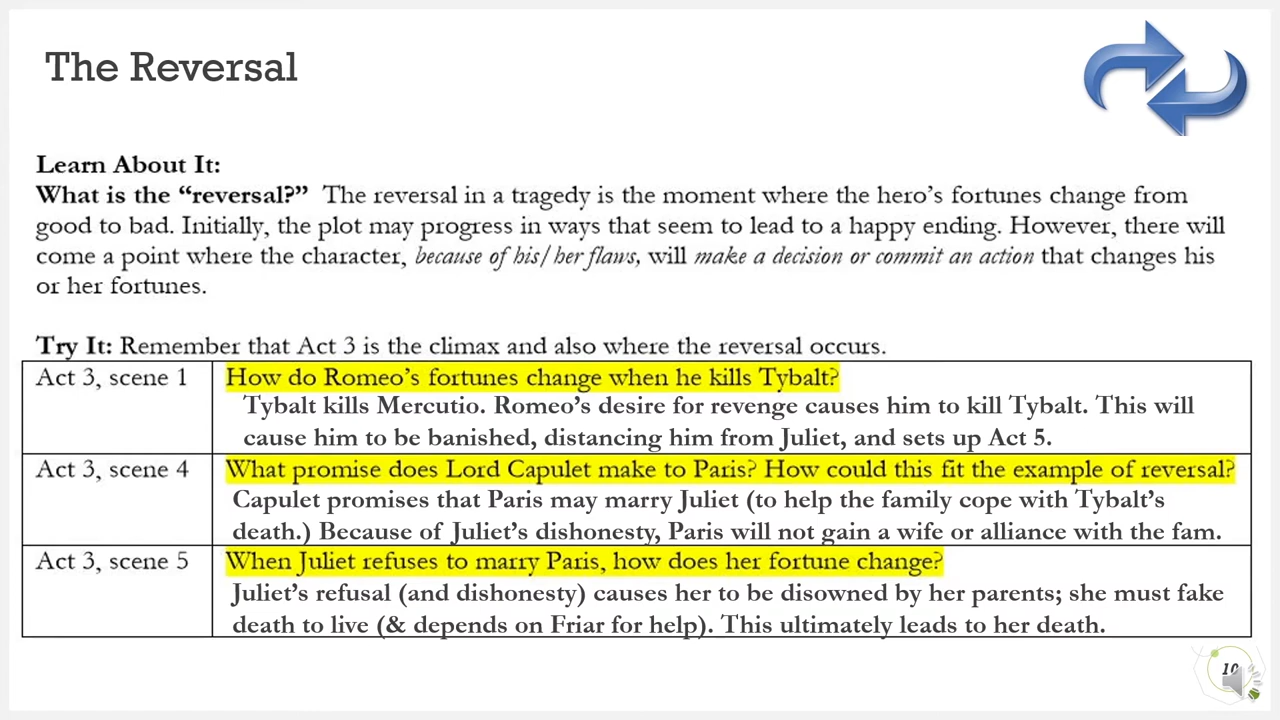 The Reversal
Learn About It:
What is the “reversal?” The reversal in a tragedy is the moment where the hero’s fortunes change from
good to bad. Initially, the plot may progress in ways that seem to lead to a happy ending. However, there will
come a point where the character, because of his/her flaws, will make a decision or commit an action that changes his
or her fortunes.
Try It: Remember that Act 3 is the climax and also where the reversal occurs.
Act 3, scene 1
How do Romeo’s fortunes change when he kills Tybalt?
Tybalt kills Mercutio. Romeo’s desire for revenge causes him to kill Tybalt. This will
cause him to be banished, distancing him from Juliet, and sets up Act 5.
Act 3, scene 4
What promise does Lord Capulet make to Paris? How could this fit the example of reversal?
Capulet promises that Paris may marry Juliet (to help the family cope with Tybalt’s
death.) Because of Juliet’s dishonesty, Paris will not gain a wife or alliance with the fam.
Act 3, scene 5
When Juliet refuses to marry Paris, how does her fortune change?
Juliet’s refusal (and dishonesty) causes her to be disowned by her parents; she must fake
death to live (& depends on Friar for help). This ultimately leads to her death.
10